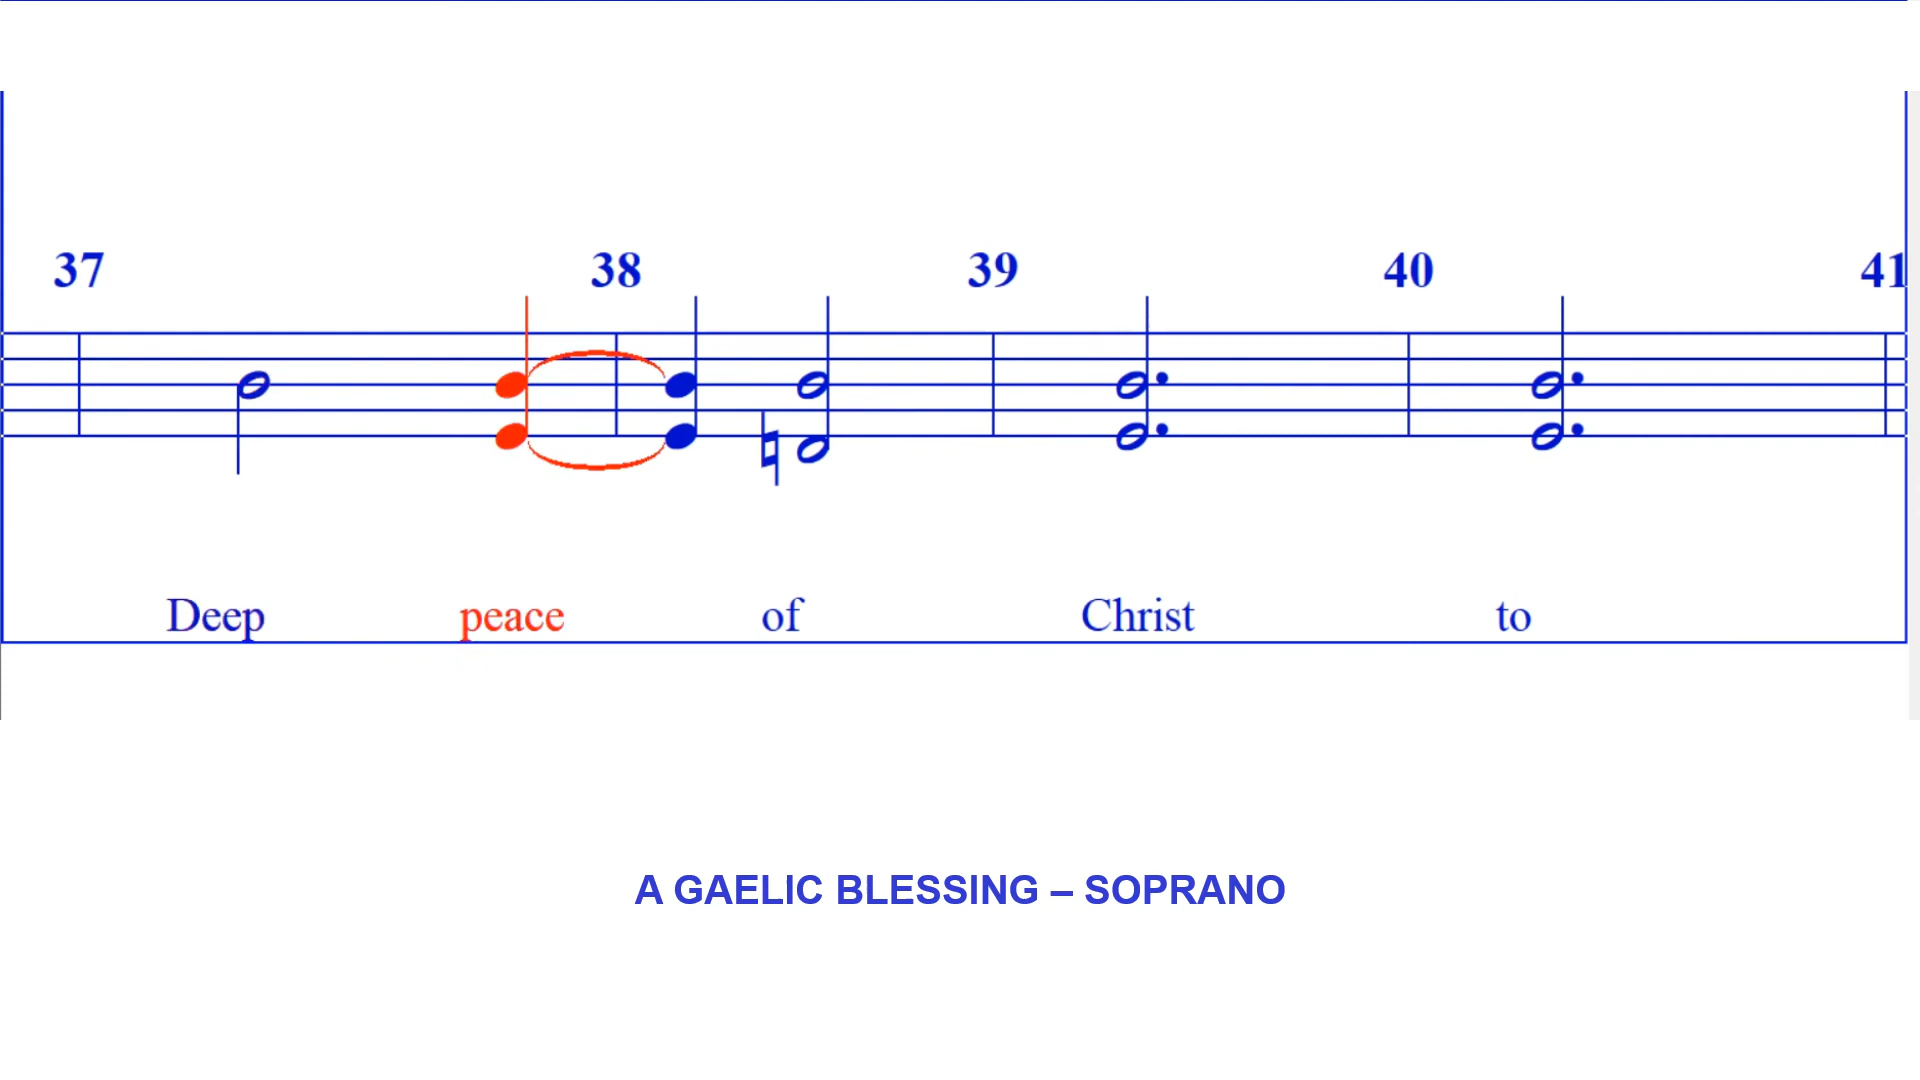 37 38 39 40 41
Deep peace of Christ to
A GAELIC BLESSING – SOPRANO